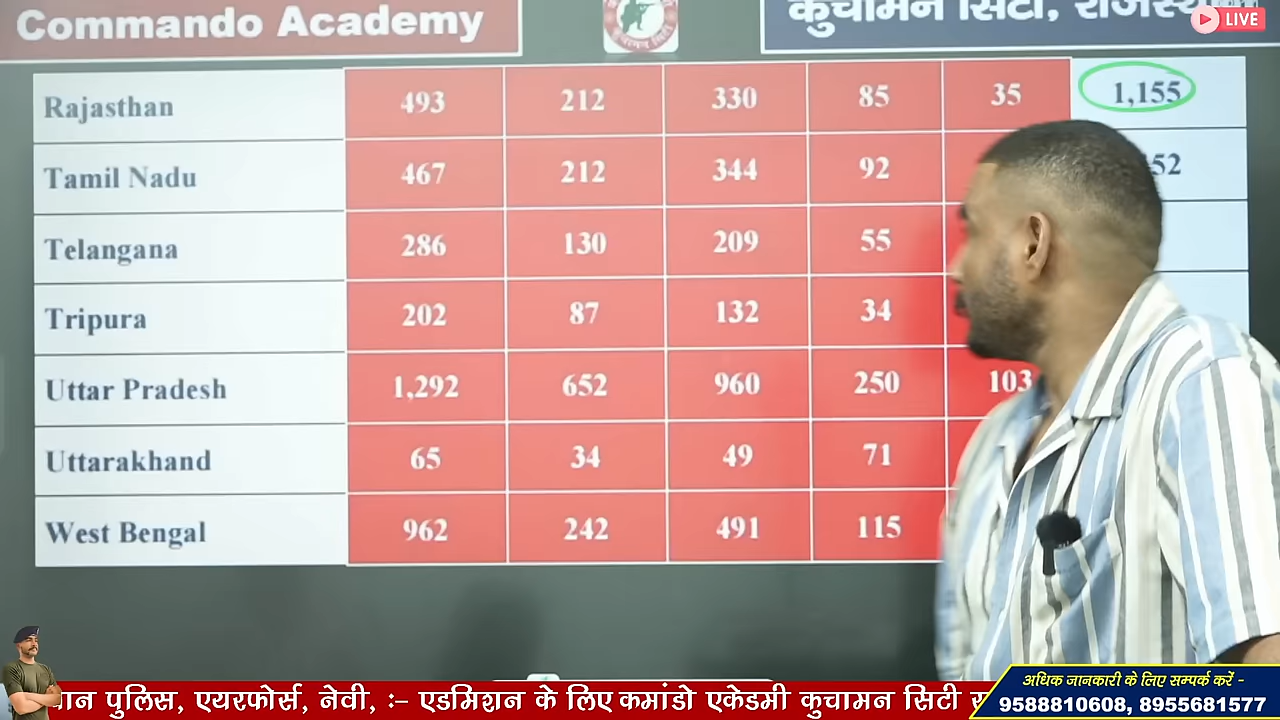 Commando Academy
कुचामन सिटी, राजस्थान
LIVE
Rajasthan 493 212 330 85 35 1,155
Tamil Nadu 467 212 344 92 52
Telangana 286 130 209 55
Tripura 202 87 132 34
Uttar Pradesh 1,292 652 960 250 103
Uttarakhand 65 34 49 71
West Bengal 962 242 491 115
पुलिस, एयरफोर्स, नेवी, :- एडमिशन के लिए कमांडो एकेडमी कुचामन सिटी
अधिक जानकारी के लिए सम्पर्क करें -
9588810608, 8955681577